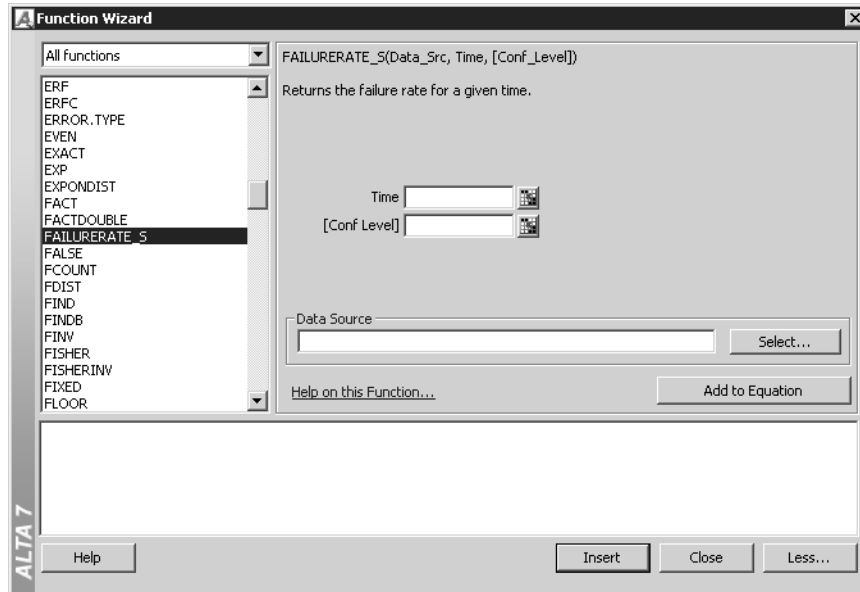 Function Wizard
All functions
ERF
ERFC
ERROR.TYPE
EVEN
EXACT
EXP
EXPONDIST
FACT
FACTDOUBLE
FAILURERATE_S
FALSE
FCOUNT
FDIST
FIND
FINDB
FINV
FISHER
FISHERINV
FIXED
FLOOR
FAILURERATE_S(Data_Src, Time, [Conf_Level])
Returns the failure rate for a given time.
Time
[Conf Level]
Data Source
Select...
Help on this Function...
Add to Equation
ALTA 7
Help
Insert
Close
Less...